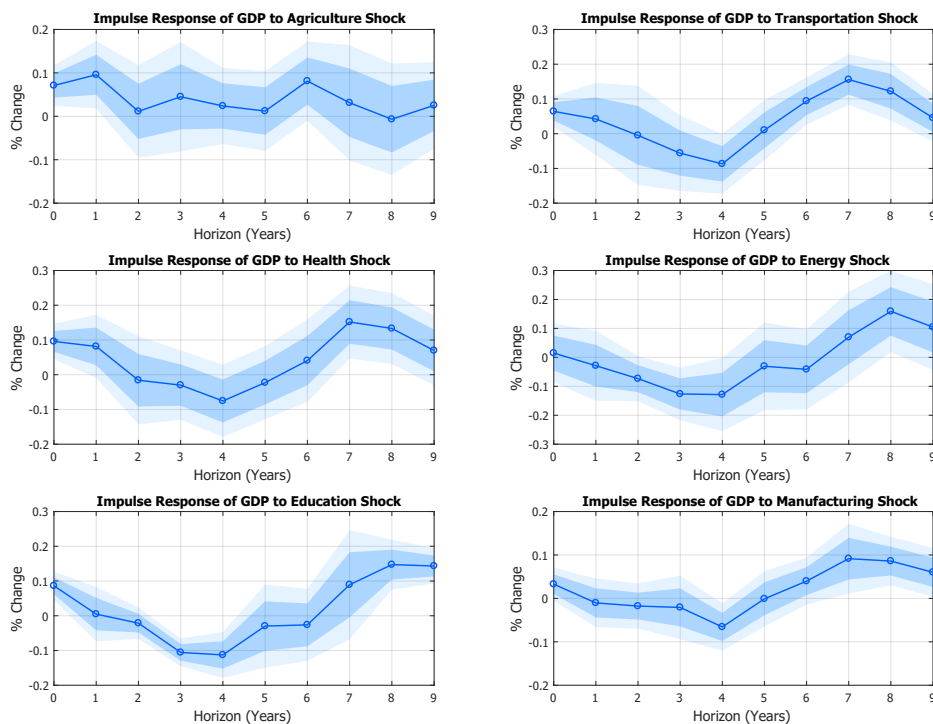 Impulse Response of GDP to Agriculture Shock
% Change
0.2
0.1
0
-0.1
-0.2
0 1 2 3 4 5 6 7 8 9
Horizon (Years)
Impulse Response of GDP to Transportation Shock
% Change
0.3
0.2
0.1
0
-0.1
-0.2
0 1 2 3 4 5 6 7 8 9
Horizon (Years)
Impulse Response of GDP to Health Shock
% Change
0.3
0.2
0.1
0
-0.1
-0.2
0 1 2 3 4 5 6 7 8 9
Horizon (Years)
Impulse Response of GDP to Energy Shock
% Change
0.3
0.2
0.1
0
-0.1
-0.2
-0.3
0 1 2 3 4 5 6 7 8 9
Horizon (Years)
Impulse Response of GDP to Education Shock
% Change
0.3
0.2
0.1
0
-0.1
-0.2
0 1 2 3 4 5 6 7 8 9
Horizon (Years)
Impulse Response of GDP to Manufacturing Shock
% Change
0.2
0.1
0
-0.1
-0.2
0 1 2 3 4 5 6 7 8 9
Horizon (Years)